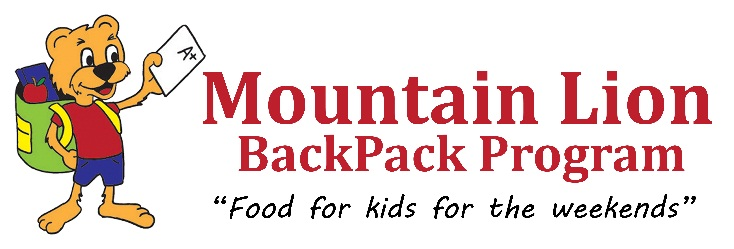 A+
Mountain Lion
BackPack Program
“Food for kids for the weekends”